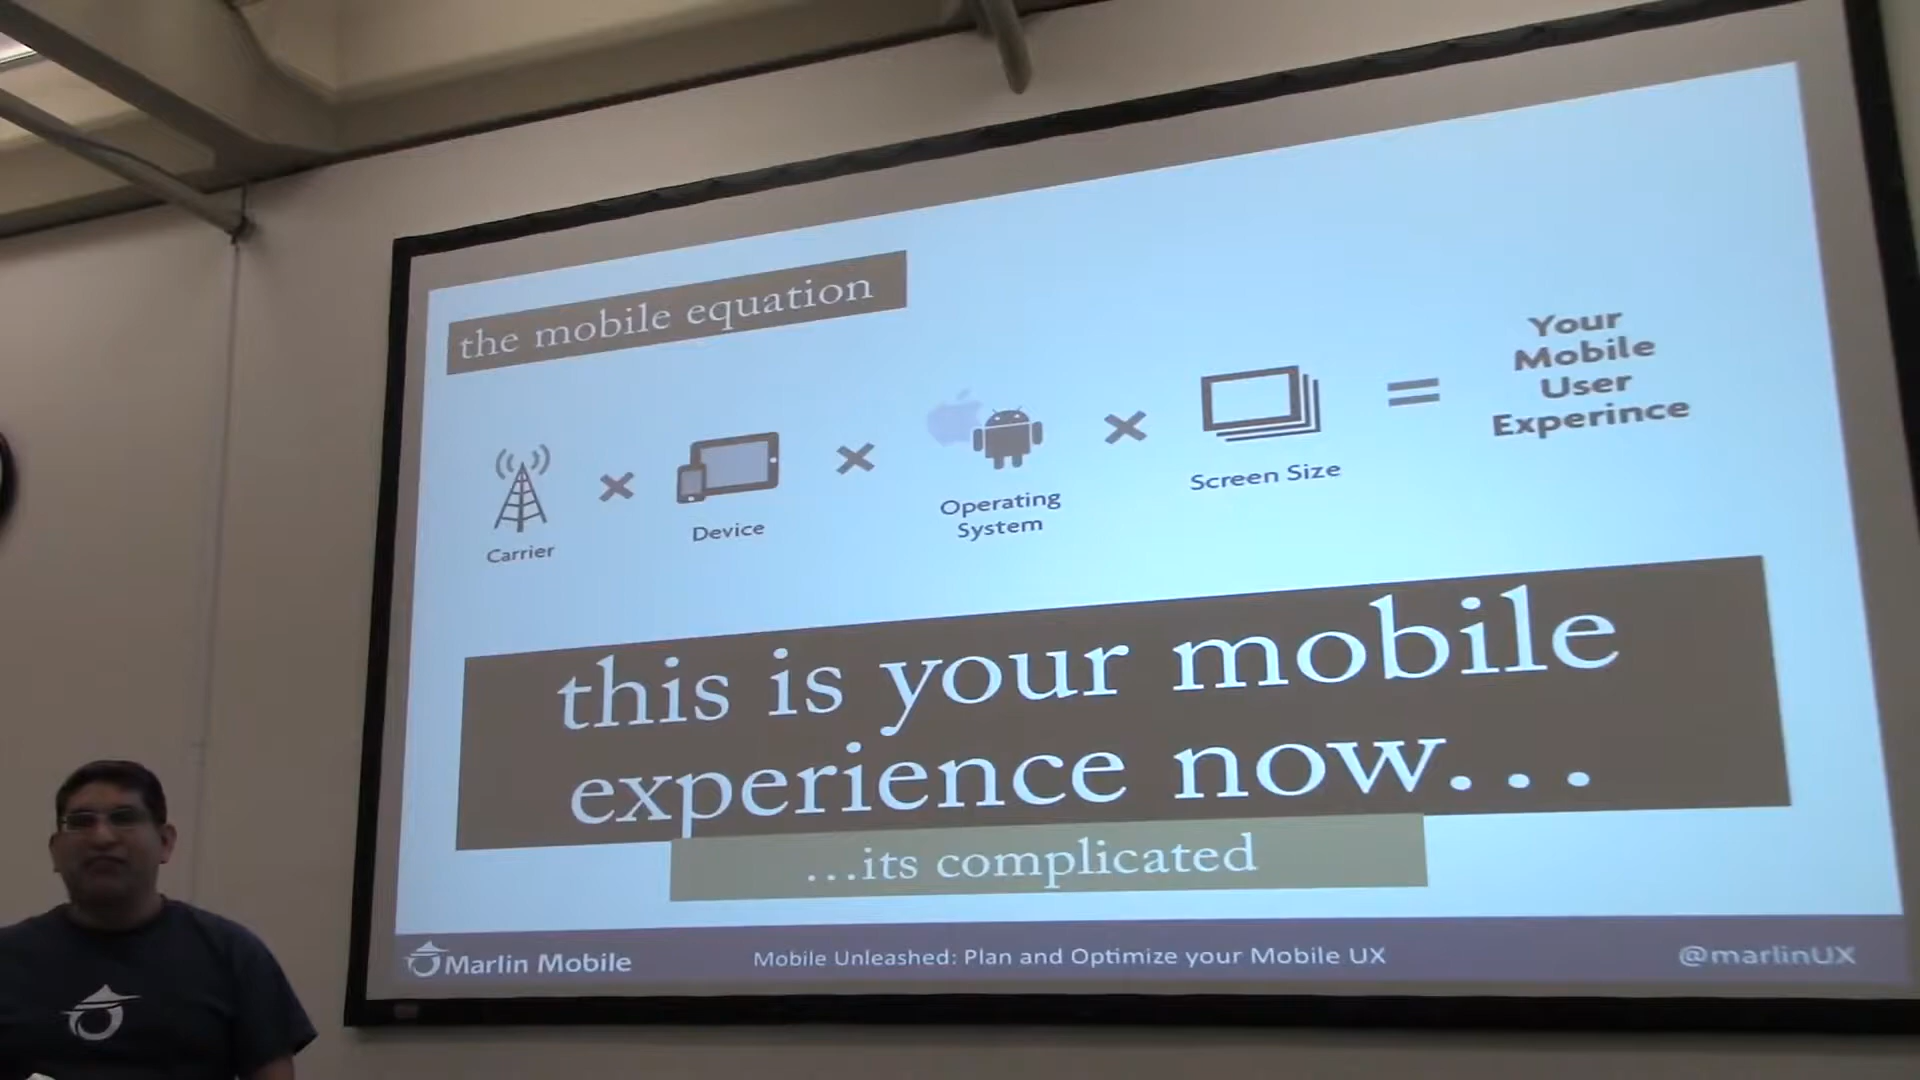 the mobile equation
Carrier
×
Device
×
Operating
System
×
Screen Size
=
Your
Mobile
User
Experince
this is your mobile
experience now...
...its complicated
Marlin Mobile
Mobile Unleashed: Plan and Optimize your Mobile UX
@marlinUX